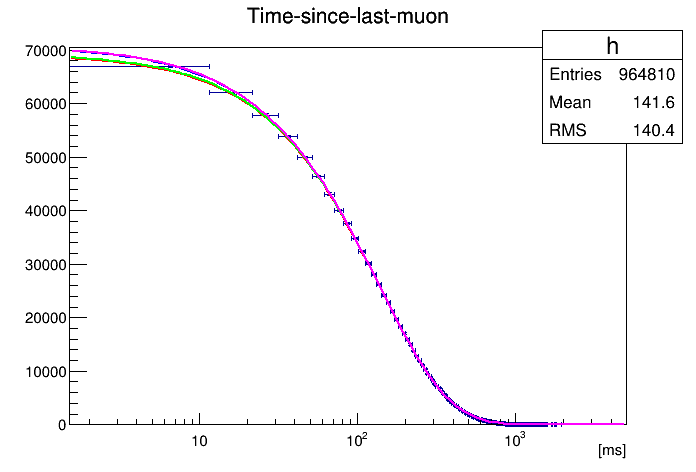 Time-since-last-muon
h
Entries 964810
Mean 141.6
RMS 140.4
70000
60000
50000
40000
30000
20000
10000
0
10 10² 10³
[ms]